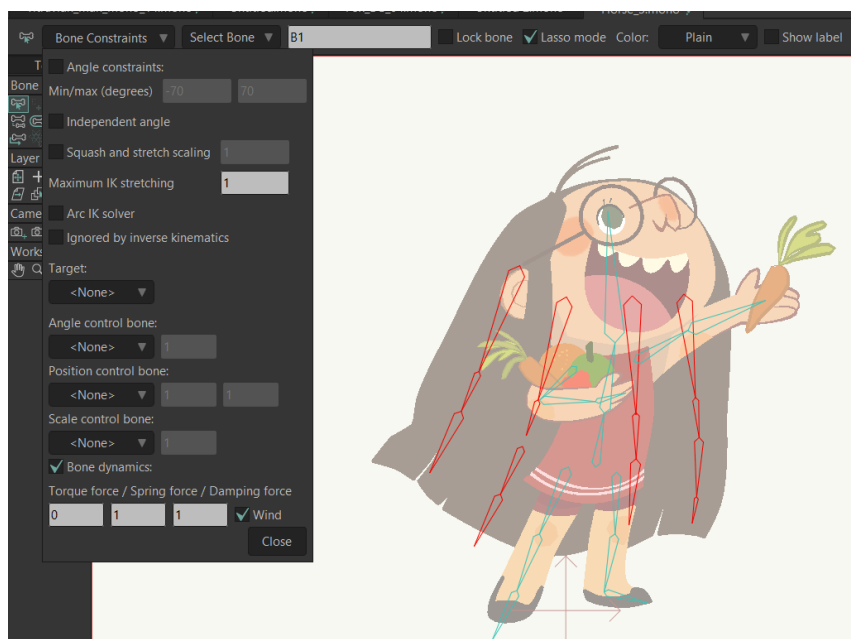 Bone Constraints Select Bone B1 Lock bone Lasso mode Color: Plain Show label
Angle constraints:
Bone
Min/max (degrees) -70 70
Independent angle
Squash and stretch scaling 1
Layer
Maximum IK stretching 1
Arc IK solver
Came
Ignored by inverse kinematics
Works
Target:
<None>
Angle control bone:
<None> 1
Position control bone:
<None> 1 1
Scale control bone:
<None> 1
Bone dynamics:
Torque force / Spring force / Damping force
0 1 1 Wind
Close